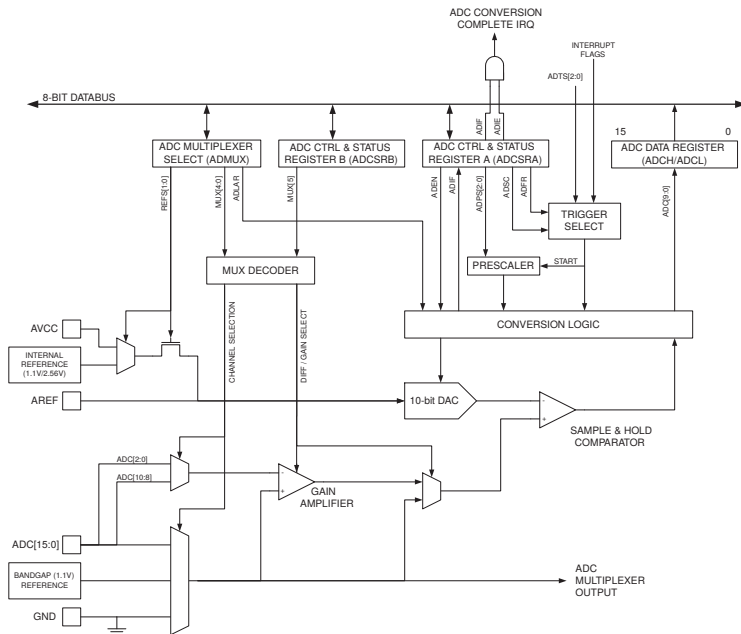 ADC CONVERSION
COMPLETE IRQ
INTERRUPT
FLAGS
ADTS[2:0]
8-BIT DATABUS
ADIF
ADIE
15
0
ADC MULTIPLEXER
SELECT (ADMUX)
ADC CTRL & STATUS
REGISTER B (ADCSRB)
ADC CTRL & STATUS
REGISTER A (ADCSRA)
ADC DATA REGISTER
(ADCH/ADCL)
REFS[1:0]
MUX[4:0]
ADLAR
MUX[5]
ADEN
ADIF
ADPS[2:0]
ADSC
ADFR
ADC[9:0]
TRIGGER
SELECT
MUX DECODER
PRESCALER
START
CHANNEL SELECTION
DIFF / GAIN SELECT
CONVERSION LOGIC
AVCC
INTERNAL
REFERENCE
(1.1V/2.56V)
AREF
10-bit DAC
-
+
SAMPLE & HOLD
COMPARATOR
ADC[2:0]
ADC[10:8]
-
+
GAIN
AMPLIFIER
ADC[15:0]
BANDGAP (1.1V)
REFERENCE
ADC
MULTIPLEXER
OUTPUT
GND